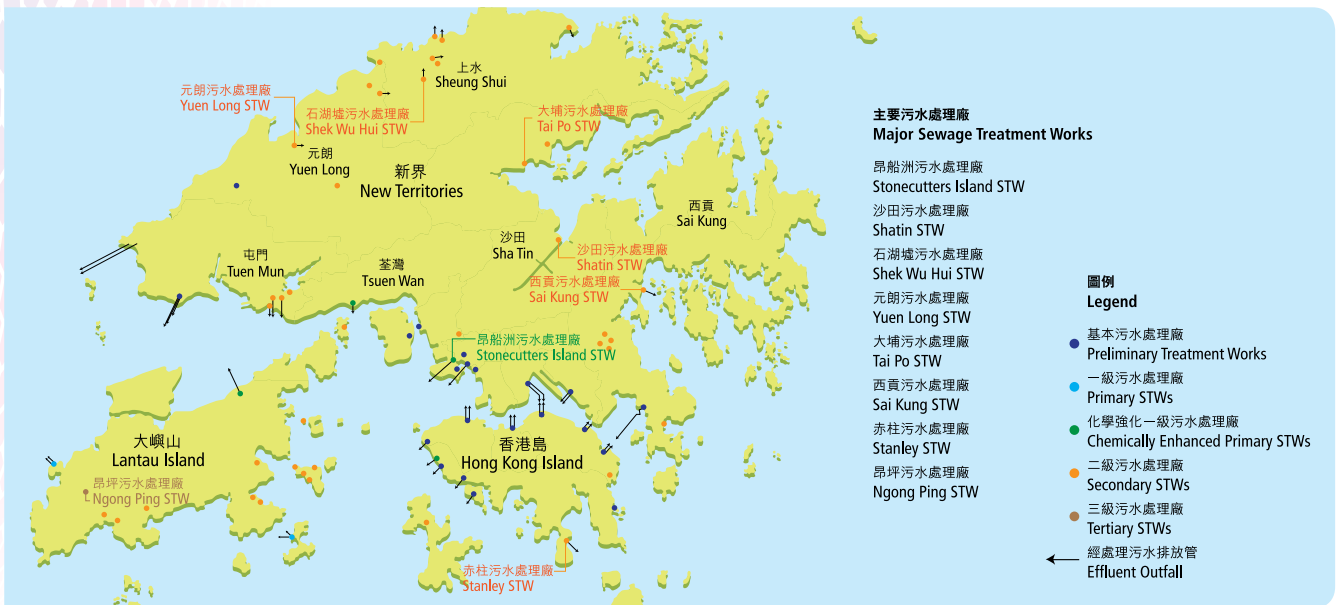 上水
Sheung Shui
元朗污水處理廠
Yuen Long STW
石湖墟污水處理廠
Shek Wu Hui STW
大埔污水處理廠
Tai Po STW
元朗
Yuen Long
新界
New Territories
西貢
Sai Kung
沙田
Sha Tin
沙田污水處理廠
Shatin STW
屯門
Tuen Mun
荃灣
Tsuen Wan
西貢污水處理廠
Sai Kung STW
昂船洲污水處理廠
Stonecutters Island STW
大嶼山
Lantau Island
香港島
Hong Kong Island
昂坪污水處理廠
Ngong Ping STW
赤柱污水處理廠
Stanley STW
主要污水處理廠
Major Sewage Treatment Works
昂船洲污水處理廠
Stonecutters Island STW
沙田污水處理廠
Shatin STW
石湖墟污水處理廠
Shek Wu Hui STW
元朗污水處理廠
Yuen Long STW
大埔污水處理廠
Tai Po STW
西貢污水處理廠
Sai Kung STW
赤柱污水處理廠
Stanley STW
昂坪污水處理廠
Ngong Ping STW
圖例
Legend
基本污水處理廠
Preliminary Treatment Works
一級污水處理廠
Primary STWs
化學強化一級污水處理廠
Chemically Enhanced Primary STWs
二級污水處理廠
Secondary STWs
三級污水處理廠
Tertiary STWs
經處理污水排放管
Effluent Outfall